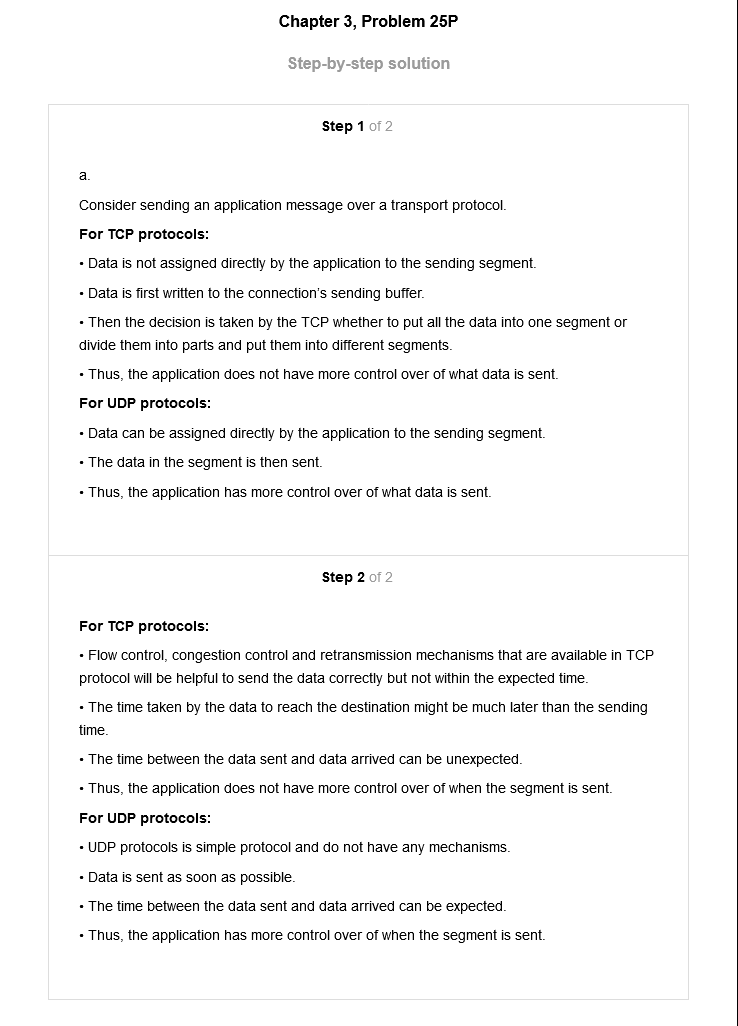 Chapter 3, Problem 25P
Step-by-step solution
Step 1 of 2
a.
Consider sending an application message over a transport protocol.
For TCP protocols:
• Data is not assigned directly by the application to the sending segment.
• Data is first written to the connection's sending buffer.
• Then the decision is taken by the TCP whether to put all the data into one segment or
divide them into parts and put them into different segments.
• Thus, the application does not have more control over of what data is sent.
For UDP protocols:
• Data can be assigned directly by the application to the sending segment.
• The data in the segment is then sent.
• Thus, the application has more control over of what data is sent.
Step 2 of 2
For TCP protocols:
• Flow control, congestion control and retransmission mechanisms that are available in TCP
protocol will be helpful to send the data correctly but not within the expected time.
• The time taken by the data to reach the destination might be much later than the sending
time.
• The time between the data sent and data arrived can be unexpected.
• Thus, the application does not have more control over of when the segment is sent.
For UDP protocols:
• UDP protocols is simple protocol and do not have any mechanisms.
• Data is sent as soon as possible.
• The time between the data sent and data arrived can be expected.
• Thus, the application has more control over of when the segment is sent.